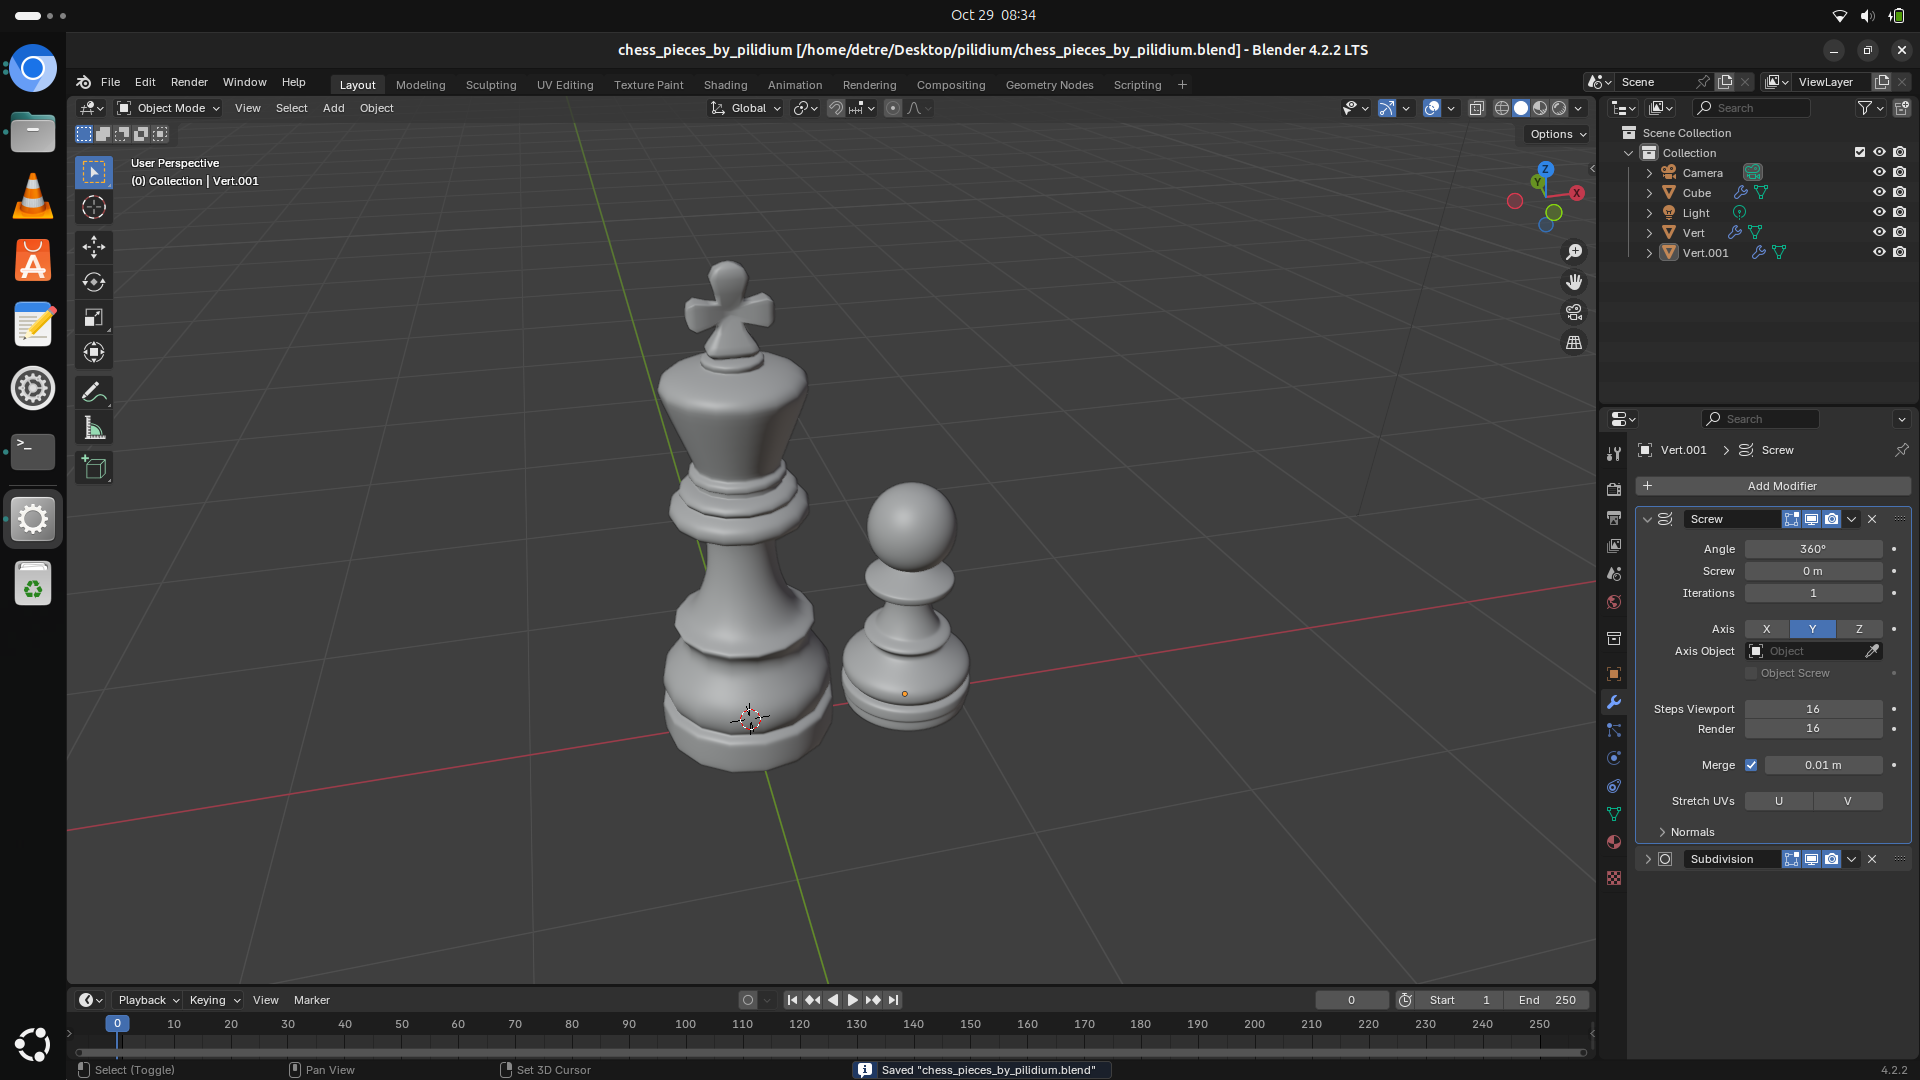 Oct 29 08:34
chess_pieces_by_pilidium [/home/detre/Desktop/pilidium/chess_pieces_by_pilidium.blend] - Blender 4.2.2 LTS
File Edit Render Window Help Layout Modeling Sculpting UV Editing Texture Paint Shading Animation Rendering Compositing Geometry Nodes Scripting + Scene ViewLayer
Object Mode View Select Add Object Global Search
Options
User Perspective
(0) Collection | Vert.001
Z
Y
X
Scene Collection
Collection
Camera
Cube
Light
Vert
Vert.001
Search
Vert.001 > Screw
+ Add Modifier
Screw
Angle 360°
Screw 0 m
Iterations 1
Axis X Y Z
Axis Object Object
Object Screw
Steps Viewport 16
Render 16
Merge 0.01 m
Stretch UVs U V
Normals
Subdivision
Playback Keying View Marker 0 Start 1 End 250
0 10 20 30 40 50 60 70 80 90 100 110 120 130 140 150 160 170 180 190 200 210 220 230 240 250
Select (Toggle) Pan View Set 3D Cursor Saved "chess_pieces_by_pilidium.blend" 4.2.2